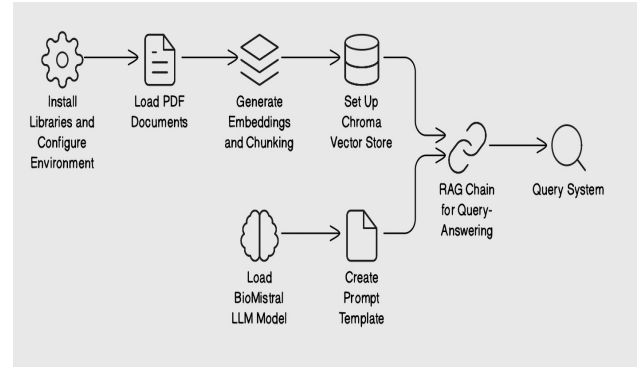 Install
Libraries and
Configure
Environment
Load PDF
Documents
Generate
Embeddings
and Chunking
Set Up
Chroma
Vector Store
RAG Chain
for Query-
Answering
Query System
Load
BioMistral
LLM Model
Create
Prompt
Template